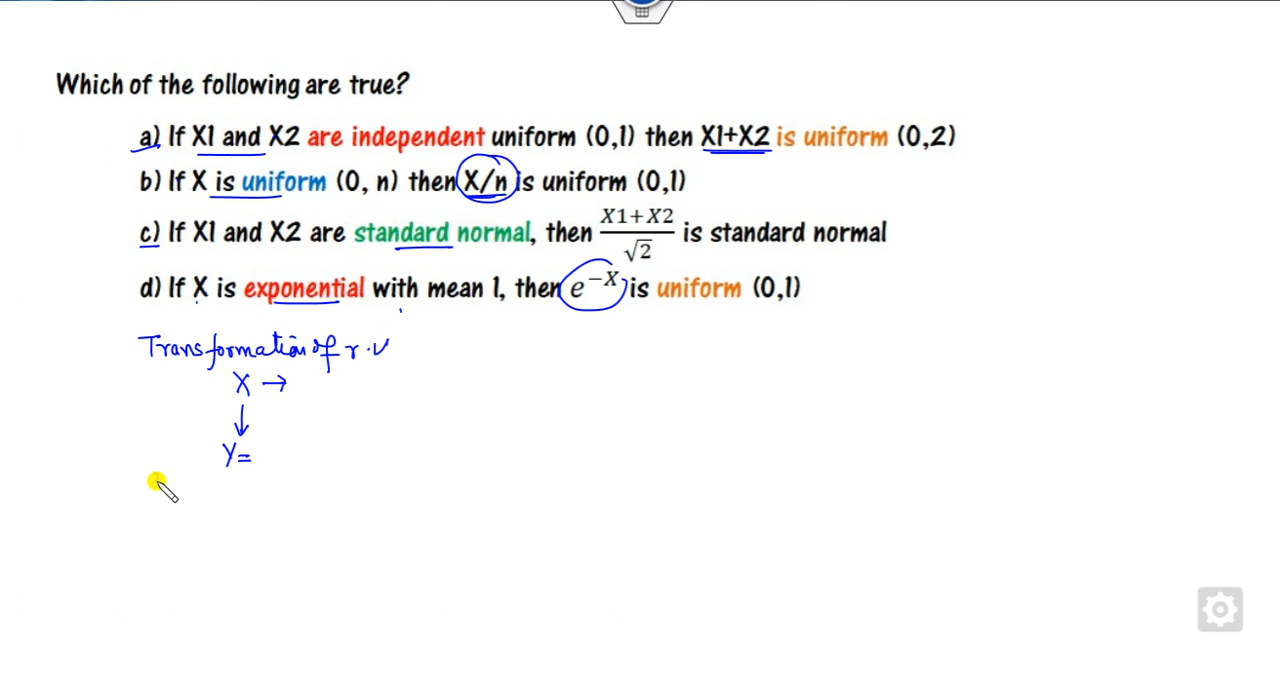 Which of the following are true?
a) If X1 and X2 are independent uniform (0,1) then X1+X2 is uniform (0,2)
b) If X is uniform (0, n) then X/n is uniform (0,1)
c) If X1 and X2 are standard normal, then \frac{X1+X2}{\sqrt{2}} is standard normal
d) If X is exponential with mean 1, then e^{-X} is uniform (0,1)
Transformation of r.v
X →
↓
Y=